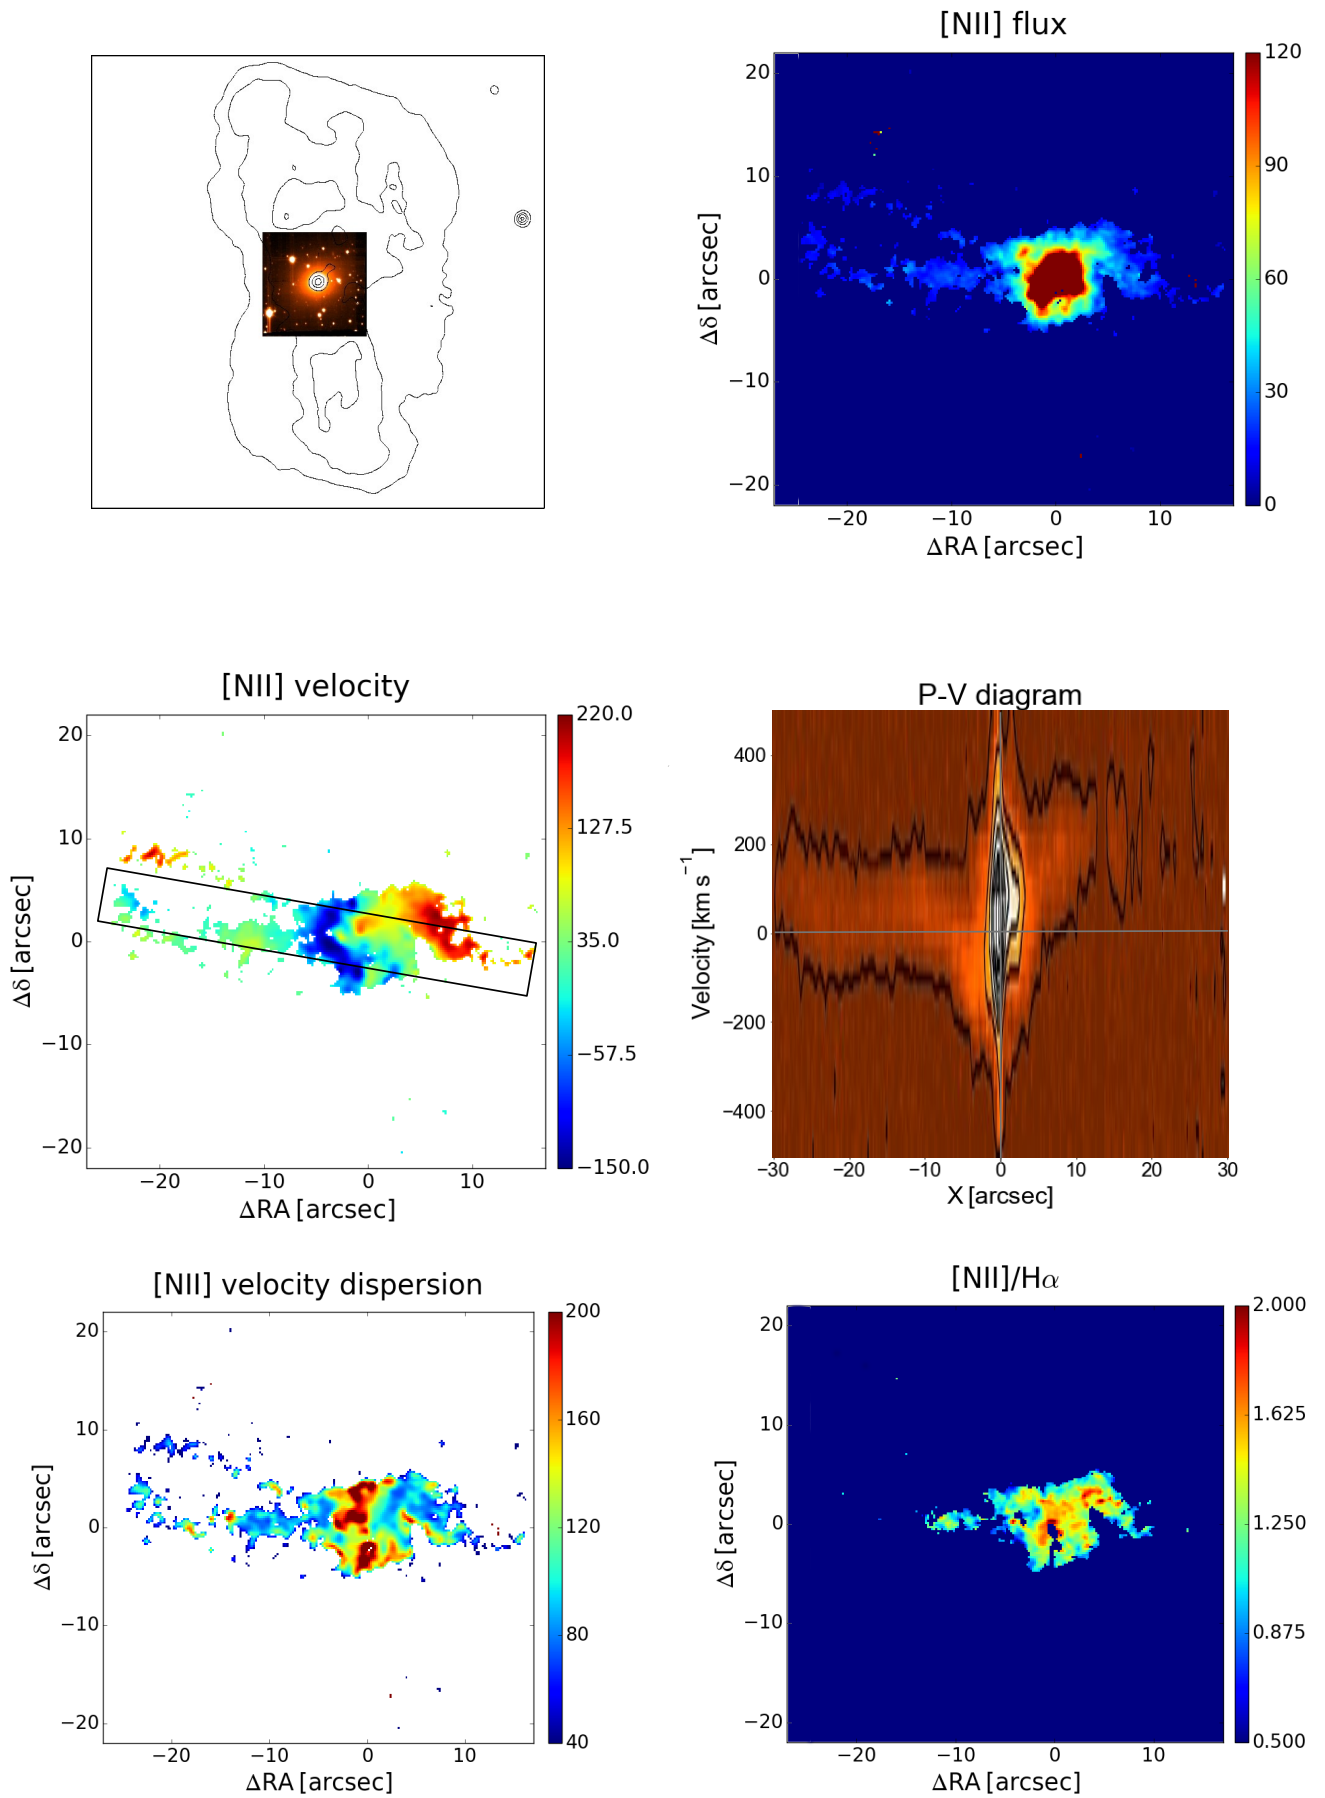 [NII] flux
20
10
0
−10
−20
Δδ [arcsec]
−20 −10 0 10
ΔRA [arcsec]
120
90
60
30
0
[NII] velocity
20
10
0
−10
−20
Δδ [arcsec]
−20 −10 0 10
ΔRA [arcsec]
220.0
127.5
35.0
−57.5
−150.0
P-V diagram
400
200
0
−200
−400
Velocity [km s⁻¹]
−30 −20 −10 0 10 20 30
X [arcsec]
[NII] velocity dispersion
20
10
0
−10
−20
Δδ [arcsec]
−20 −10 0 10
ΔRA [arcsec]
200
160
120
80
40
[NII]/Hα
20
10
0
−10
−20
Δδ [arcsec]
−20 −10 0 10
ΔRA [arcsec]
2.000
1.625
1.250
0.875
0.500